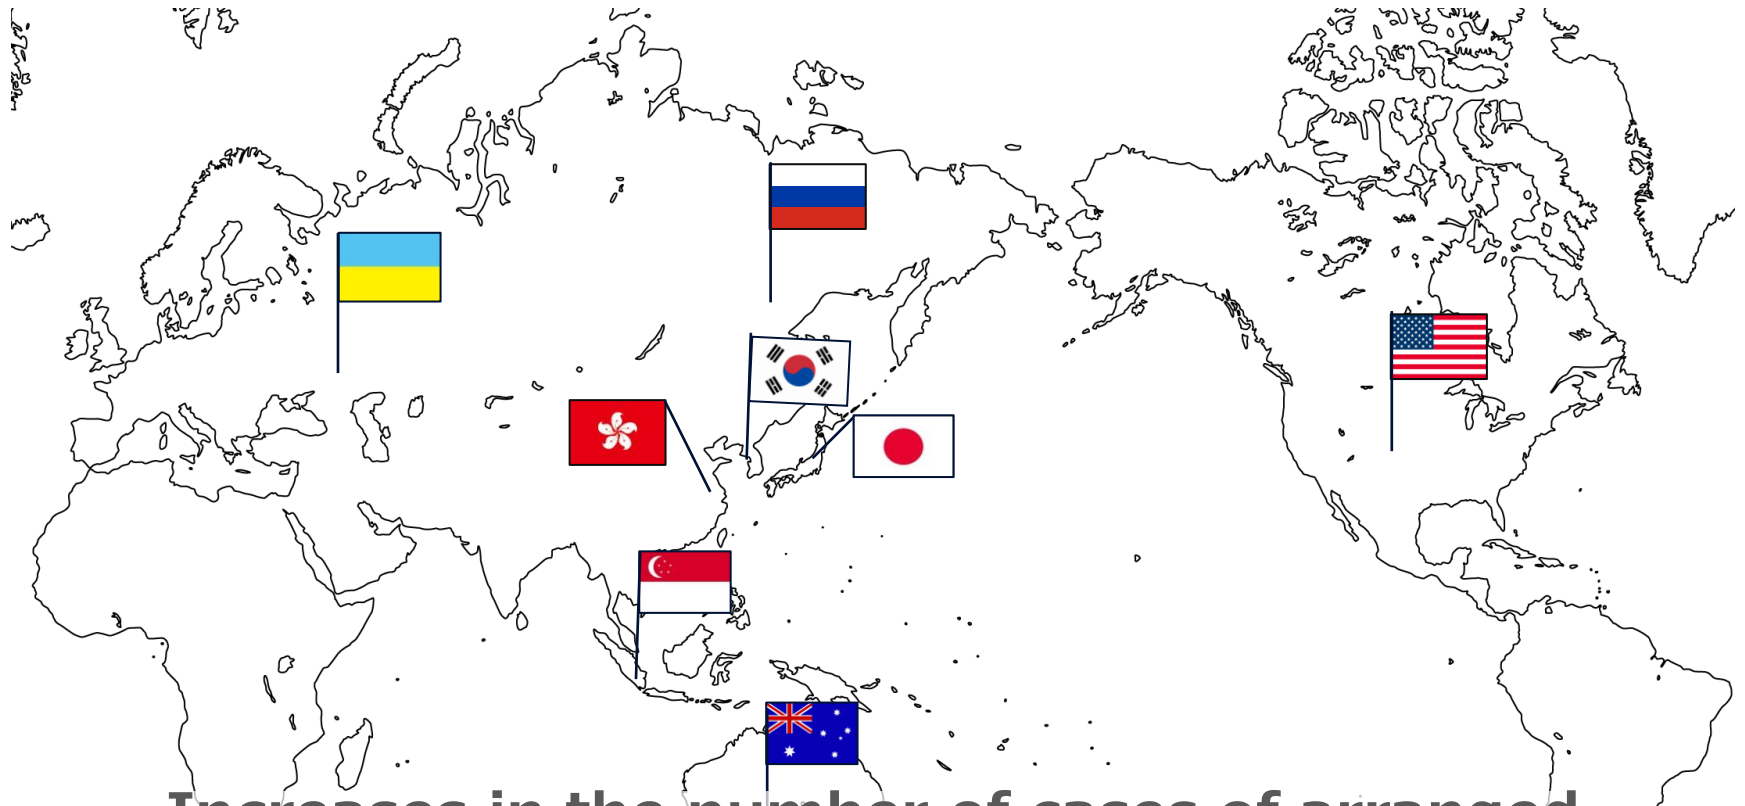 Increases in the number of cases of arranged